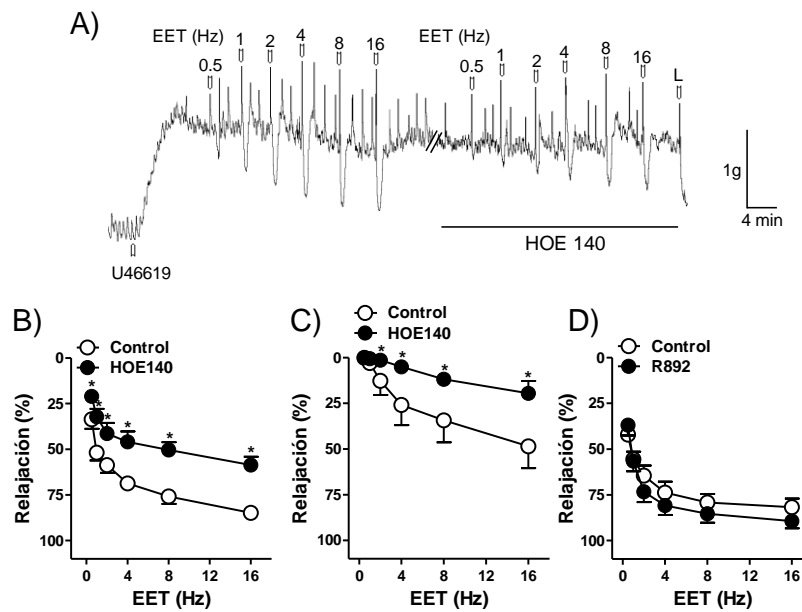 A)
EET (Hz) 0.5 1 2 4 8 16 EET (Hz) 0.5 1 2 4 8 16 L
1g
4 min
HOE 140
U46619
B)
Control
HOE140
Relajación (%)
0
25
50
75
100
* * * * * *
0 4 8 12 16
EET (Hz)
C)
Control
HOE140
Relajación (%)
0
25
50
75
100
* * * *
0 4 8 12 16
EET (Hz)
D)
Control
R892
Relajación (%)
0
25
50
75
100
0 4 8 12 16
EET (Hz)